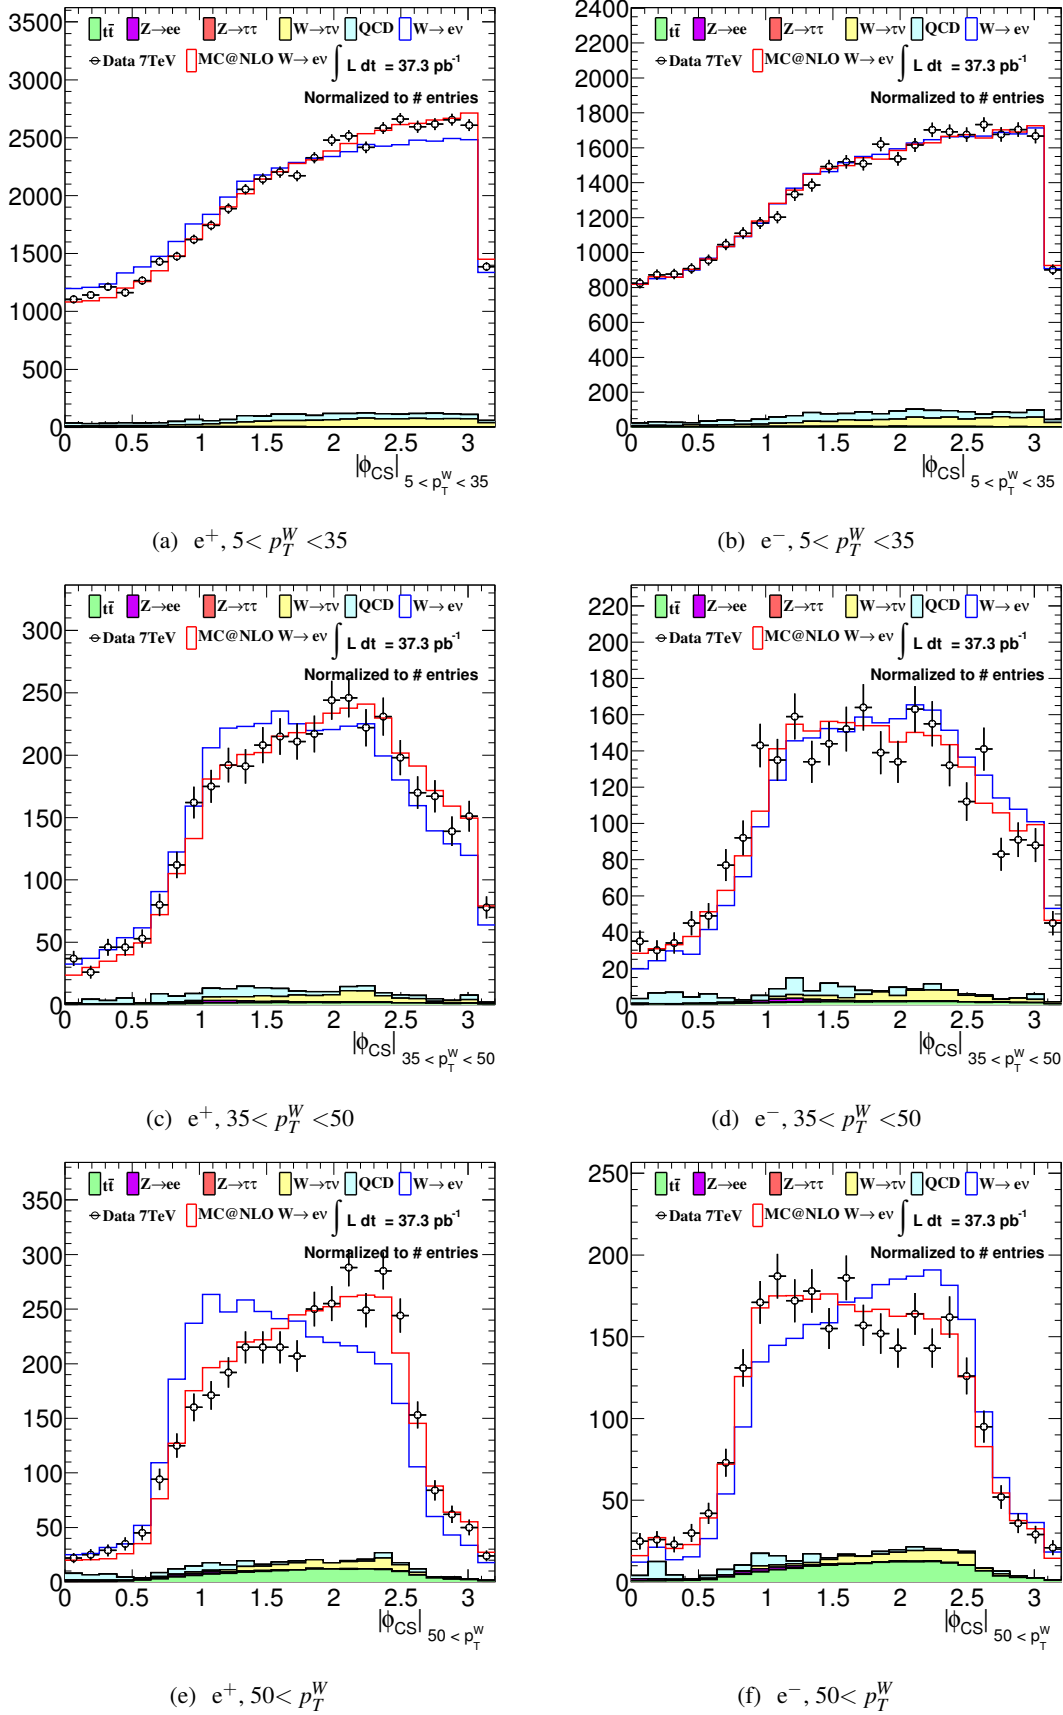 tt̄ Z→ee Z→ττ W→τν QCD W→eν
Data 7TeV MC@NLO W→eν ∫ L dt = 37.3 pb⁻¹
Normalized to # entries
3500
3000
2500
2000
1500
1000
500
0
0 0.5 1 1.5 2 2.5 3
|ϕCS| 5 < pTW < 35
(a) e⁺, 5< pTW <35
tt̄ Z→ee Z→ττ W→τν QCD W→eν
Data 7TeV MC@NLO W→eν ∫ L dt = 37.3 pb⁻¹
Normalized to # entries
2400
2200
2000
1800
1600
1400
1200
1000
800
600
400
200
0
0 0.5 1 1.5 2 2.5 3
|ϕCS| 5 < pTW < 35
(b) e⁻, 5< pTW <35
tt̄ Z→ee Z→ττ W→τν QCD W→eν
Data 7TeV MC@NLO W→eν ∫ L dt = 37.3 pb⁻¹
Normalized to # entries
300
250
200
150
100
50
0
0 0.5 1 1.5 2 2.5 3
|ϕCS| 35 < pTW < 50
(c) e⁺, 35< pTW <50
tt̄ Z→ee Z→ττ W→τν QCD W→eν
Data 7TeV MC@NLO W→eν ∫ L dt = 37.3 pb⁻¹
Normalized to # entries
220
200
180
160
140
120
100
80
60
40
20
0
0 0.5 1 1.5 2 2.5 3
|ϕCS| 35 < pTW < 50
(d) e⁻, 35< pTW <50
tt̄ Z→ee Z→ττ W→τν QCD W→eν
Data 7TeV MC@NLO W→eν ∫ L dt = 37.3 pb⁻¹
Normalized to # entries
350
300
250
200
150
100
50
0
0 0.5 1 1.5 2 2.5 3
|ϕCS| 50 < pTW
(e) e⁺, 50< pTW
tt̄ Z→ee Z→ττ W→τν QCD W→eν
Data 7TeV MC@NLO W→eν ∫ L dt = 37.3 pb⁻¹
Normalized to # entries
250
200
150
100
50
0
0 0.5 1 1.5 2 2.5 3
|ϕCS| 50 < pTW
(f) e⁻, 50< pTW